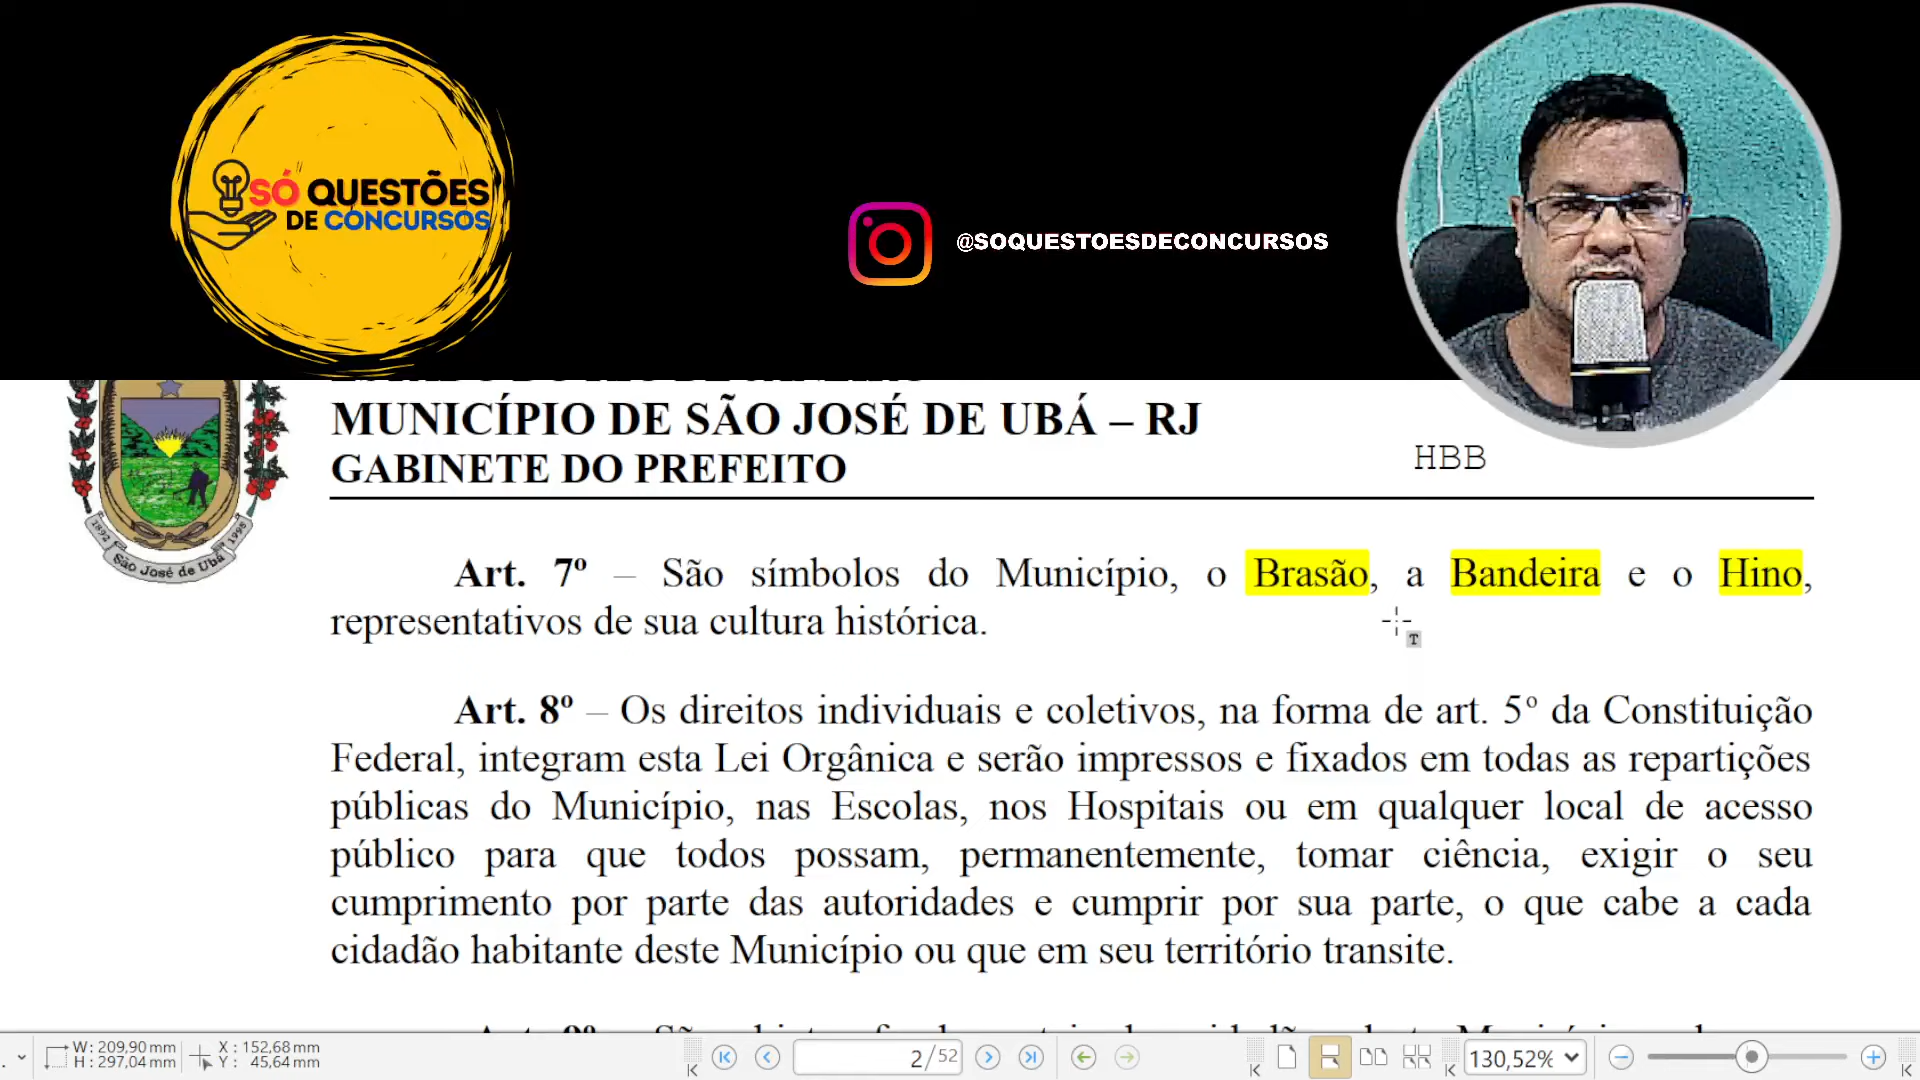 SÓ QUESTÕES
DE CONCURSOS
@SOQUESTOESDECONCURSOS
MUNICÍPIO DE SÃO JOSÉ DE UBÁ – RJ
GABINETE DO PREFEITO
HBB
1892
1995
São José de Ubá
Art. 7º – São símbolos do Município, o Brasão, a Bandeira e o Hino,
representativos de sua cultura histórica.
Art. 8º – Os direitos individuais e coletivos, na forma de art. 5º da Constituição
Federal, integram esta Lei Orgânica e serão impressos e fixados em todas as repartições
públicas do Município, nas Escolas, nos Hospitais ou em qualquer local de acesso
público para que todos possam, permanentemente, tomar ciência, exigir o seu
cumprimento por parte das autoridades e cumprir por sua parte, o que cabe a cada
cidadão habitante deste Município ou que em seu território transite.
W: 209,90 mm
H: 297,04 mm
X : 152,68 mm
Y : 45,64 mm
2/52
130,52%